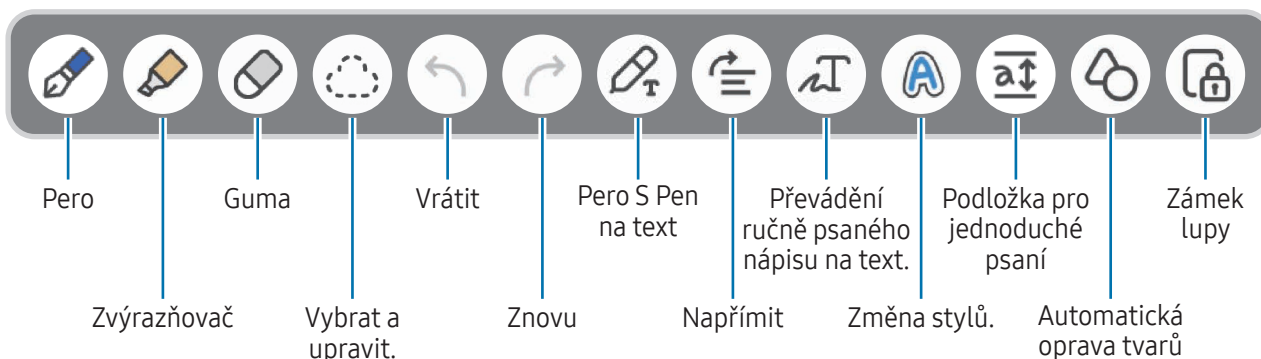 Pero
Guma
Vrátit
Pero S Pen
na text
Převádění
ručně psaného
nápisu na text.
Podložka pro
jednoduché
psaní
Zámek
lupy
Zvýrazňovač
Vybrat a
upravit.
Znovu
Napřímit
Změna stylů.
Automatická
oprava tvarů